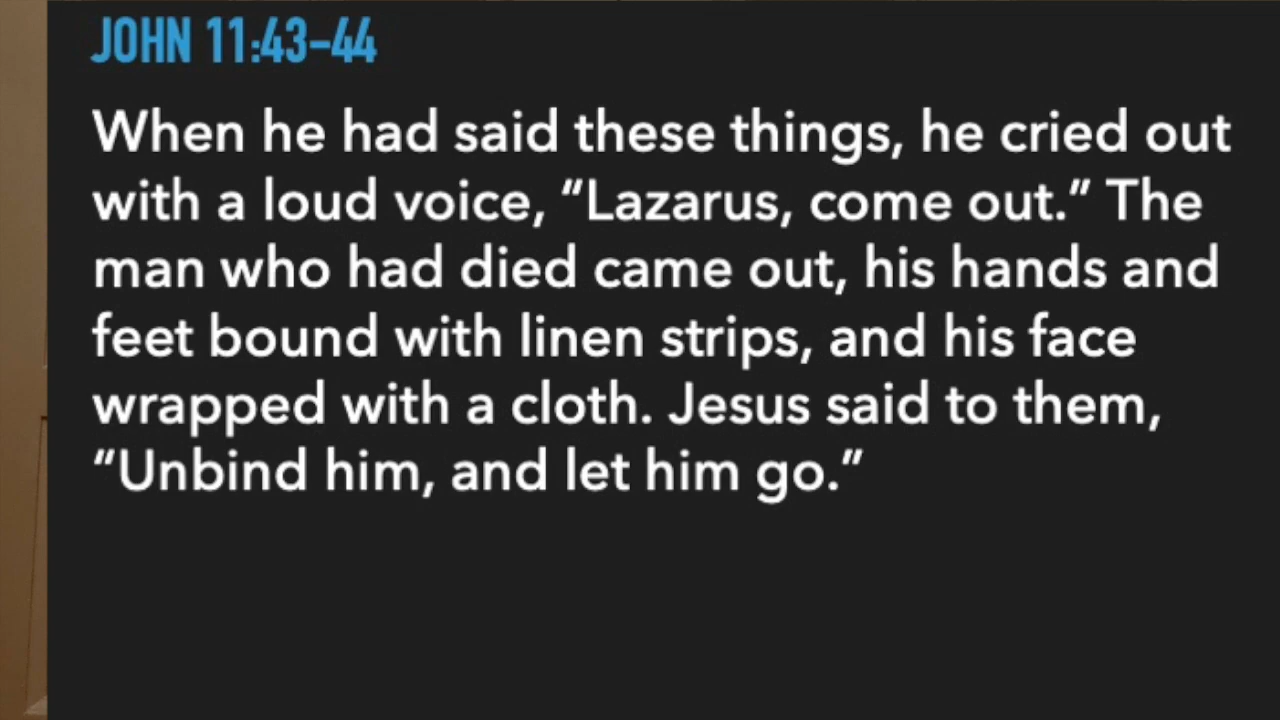 JOHN 11:43–44
When he had said these things, he cried out
with a loud voice, “Lazarus, come out.” The
man who had died came out, his hands and
feet bound with linen strips, and his face
wrapped with a cloth. Jesus said to them,
“Unbind him, and let him go.”